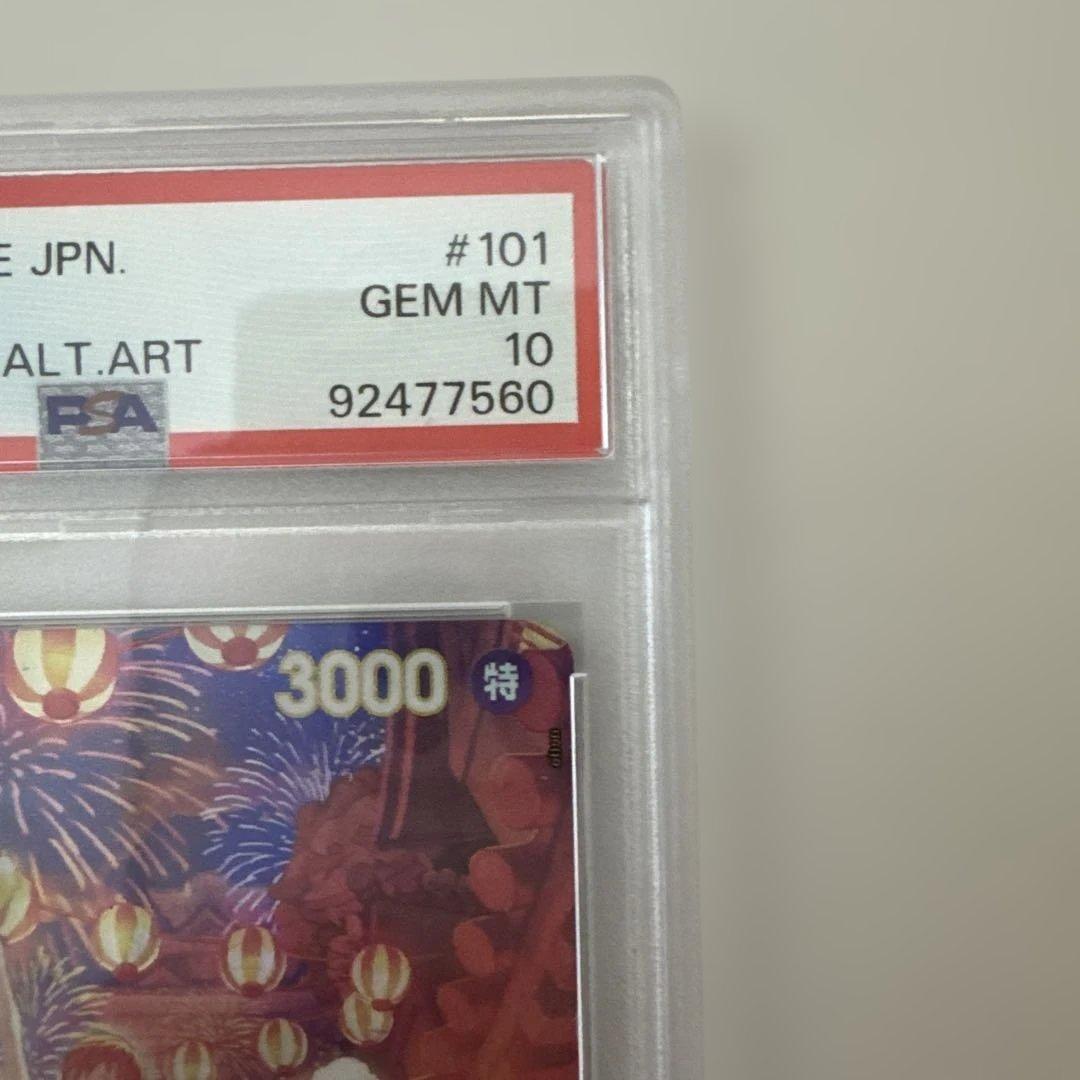 E JPN.
#101
GEM MT
ALT.ART
10
PSA
92477560
3000
特